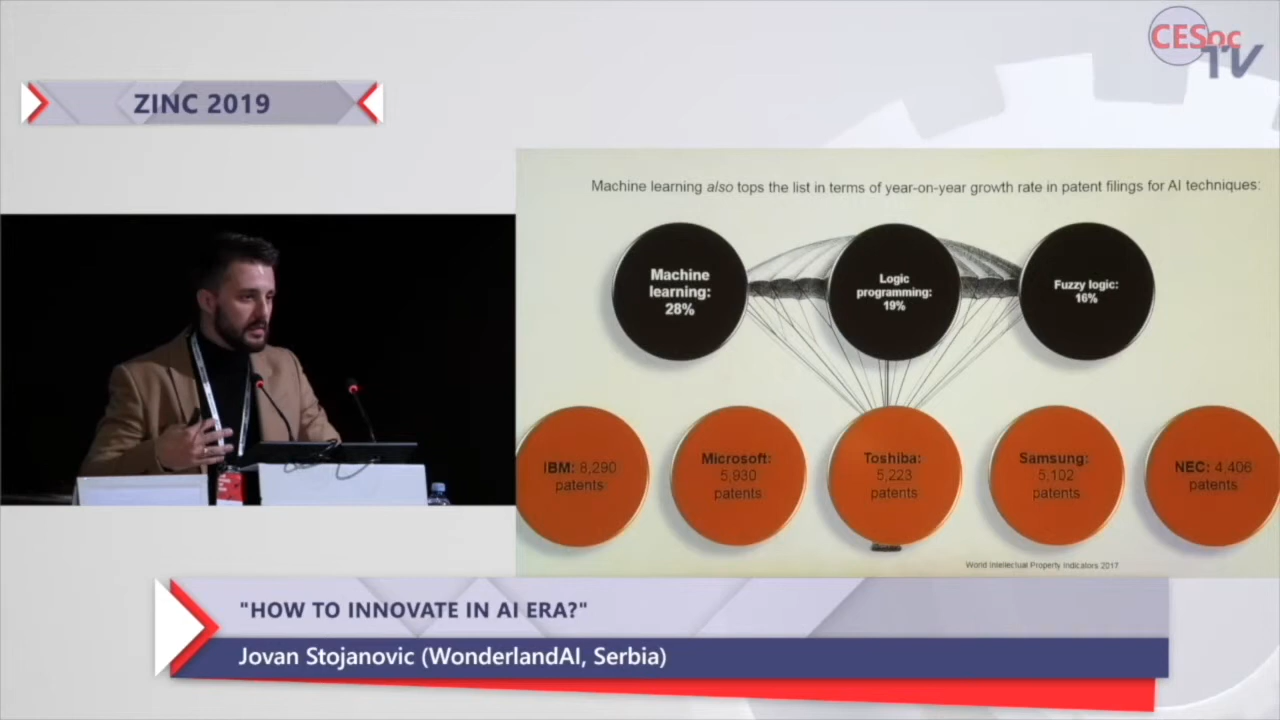 CESoc
TV
ZINC 2019
Machine learning also tops the list in terms of year-on-year growth rate in patent filings for AI techniques:
Machine
learning:
28%
Logic
programming:
19%
Fuzzy logic:
16%
IBM: 8,290
patents
Microsoft:
5,930
patents
Toshiba:
5,223
patents
Samsung:
5,102
patents
NEC: 4,406
patents
World Intellectual Property Indicators 2017
"HOW TO INNOVATE IN AI ERA?"
Jovan Stojanovic (WonderlandAI, Serbia)